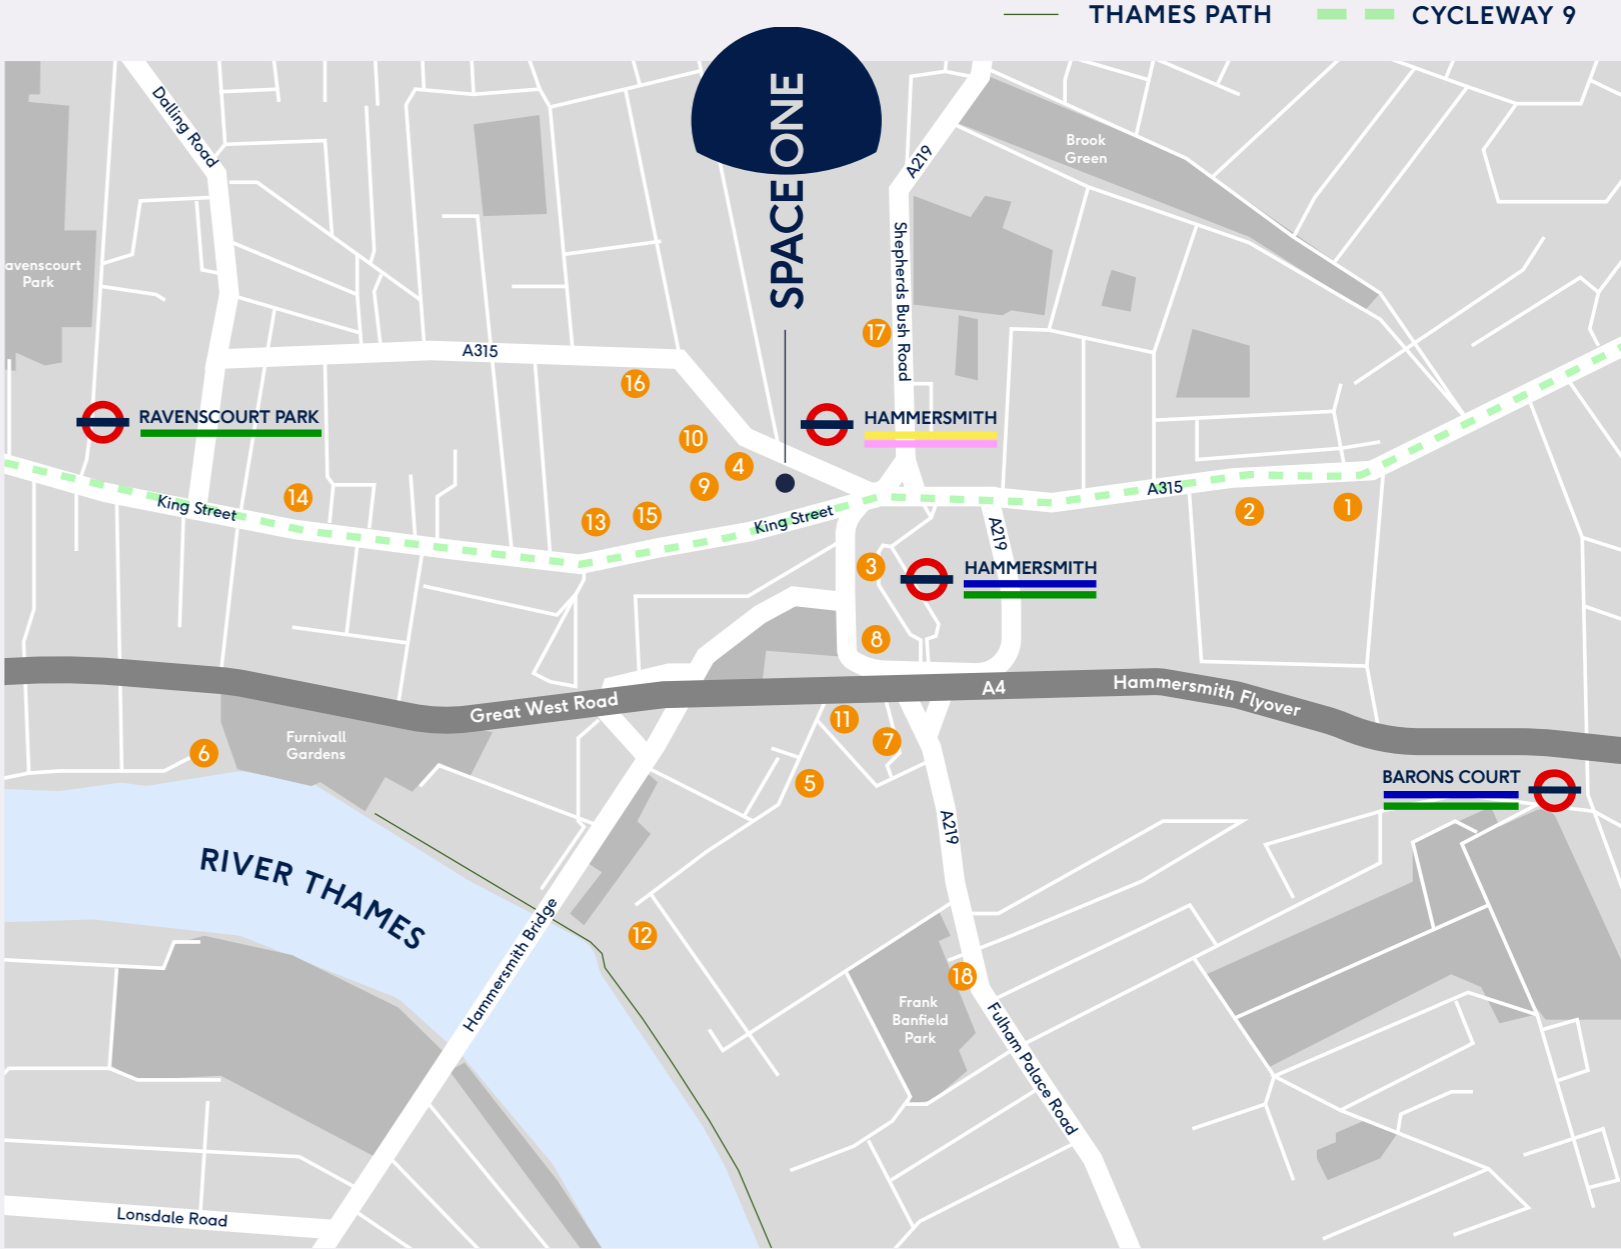 THAMES PATH
CYCLEWAY 9
SPACE ONE
Dalling Road
A219
Brook
Green
Shepherds Bush Road
avenscourt
Park
17
A315
16
RAVENSCOURT PARK
HAMMERSMITH
10
4
9
14
King Street
13
15
King Street
A315
2
1
A219
3
HAMMERSMITH
8
Great West Road
A4
Hammersmith Flyover
6
Furnivall
Gardens
11
7
5
BARONS COURT
A219
RIVER THAMES
Hammersmith Bridge
12
18
Frank
Banfield
Park
Fulham Palace Road
Lonsdale Road